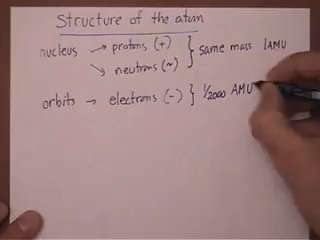 Structure of the atom
nucleus → protons (+) } same mass 1AMU
↘ neutrons (~)
orbits → electrons (-) } 1/2000 AMU